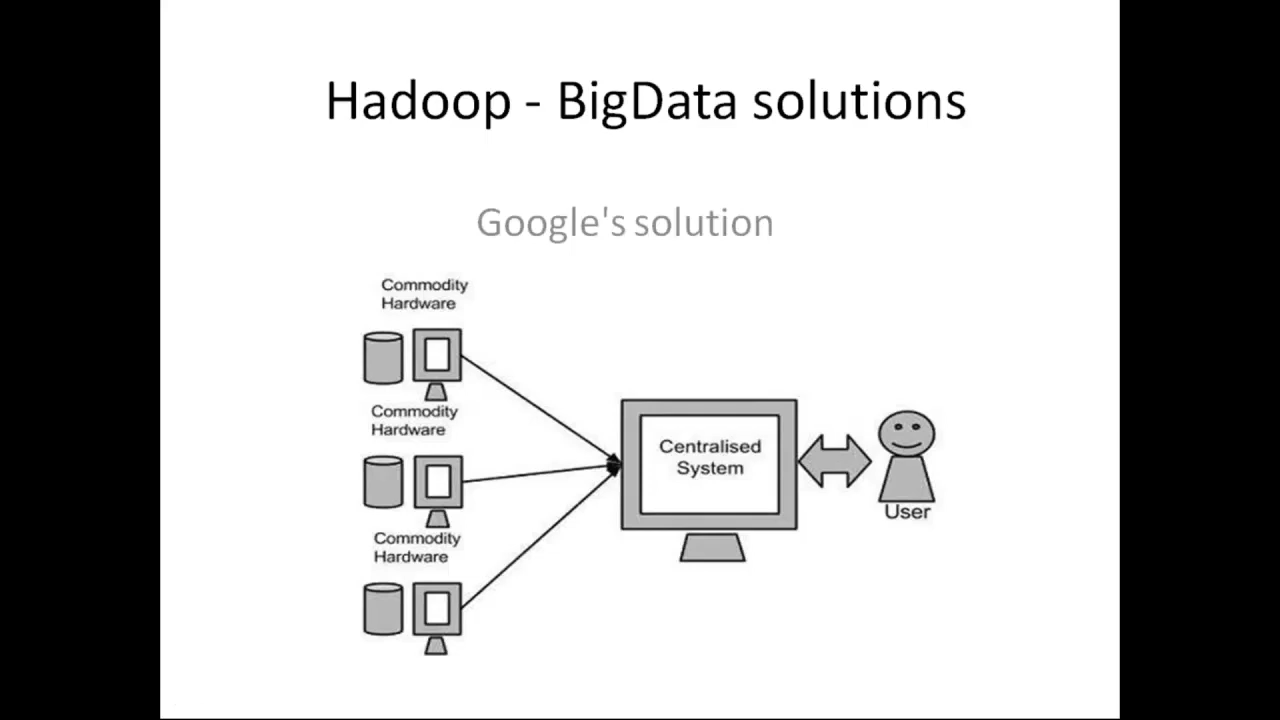 Hadoop - BigData solutions
Google's solution
Commodity
Hardware
Commodity
Hardware
Commodity
Hardware
Centralised
System
User